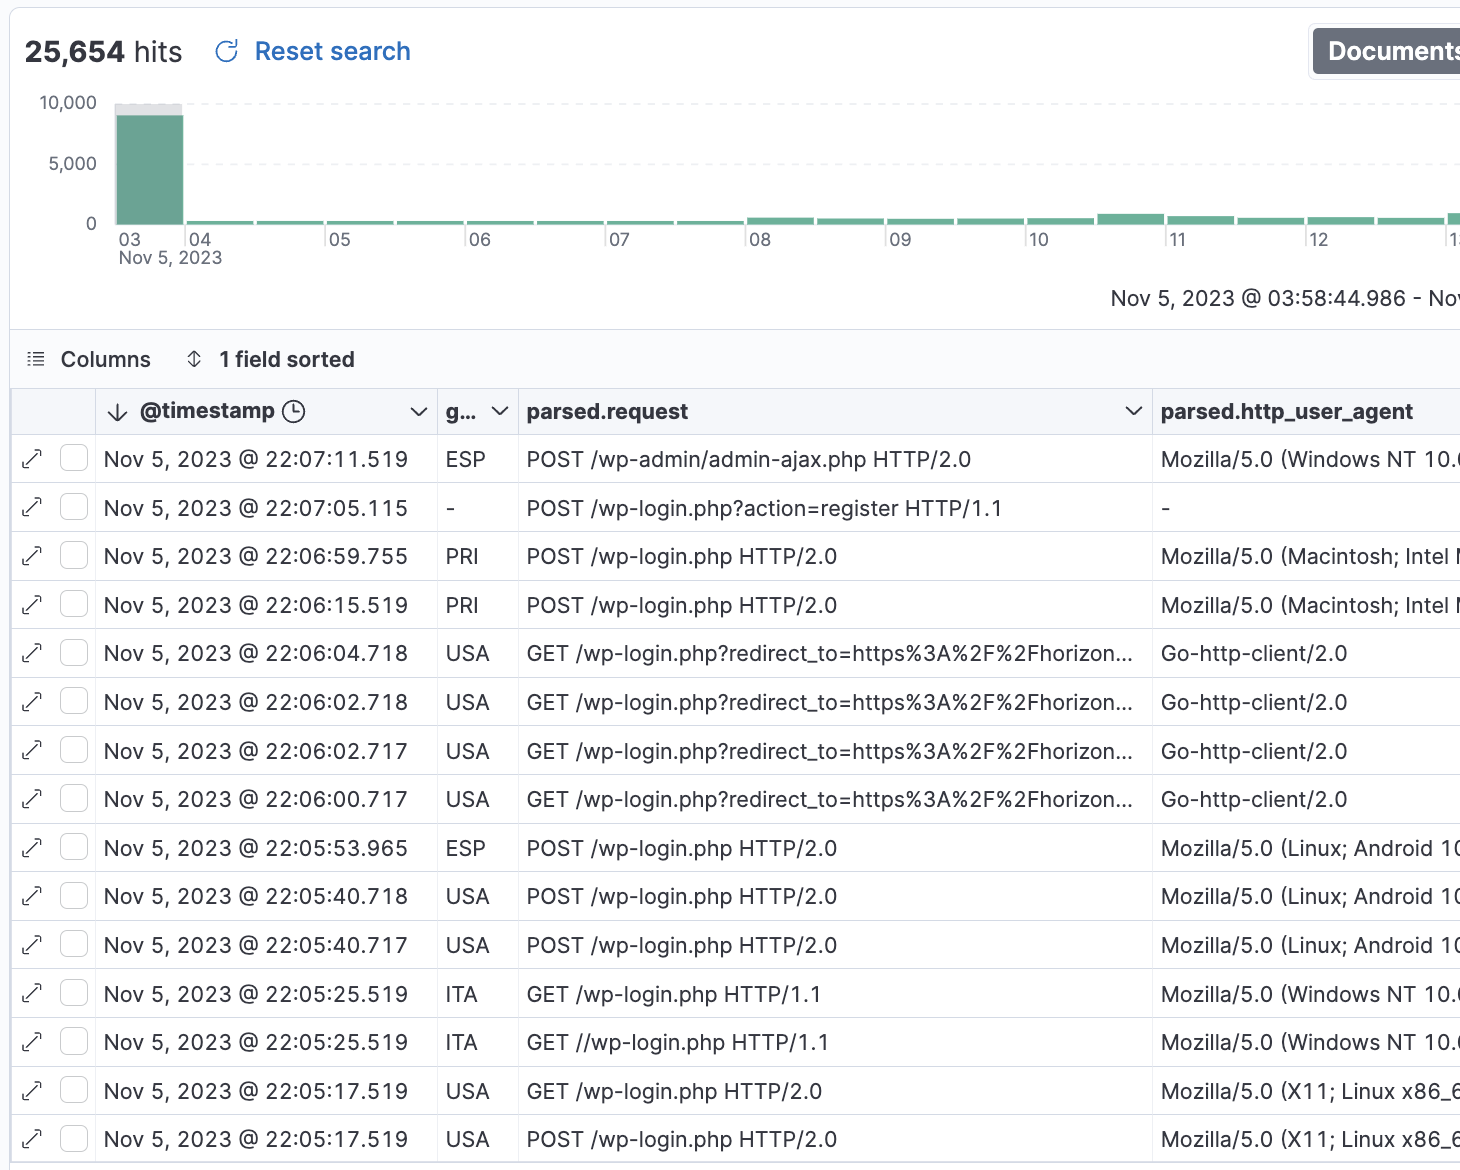 25,654 hits Reset search Documents
10,000
5,000
0
03 04 05 06 07 08 09 10 11 12
Nov 5, 2023
Nov 5, 2023 @ 03:58:44.986 - Nov
Columns 1 field sorted
@timestamp g... parsed.request parsed.http_user_agent
Nov 5, 2023 @ 22:07:11.519 ESP POST /wp-admin/admin-ajax.php HTTP/2.0 Mozilla/5.0 (Windows NT 10.0
Nov 5, 2023 @ 22:07:05.115 - POST /wp-login.php?action=register HTTP/1.1 -
Nov 5, 2023 @ 22:06:59.755 PRI POST /wp-login.php HTTP/2.0 Mozilla/5.0 (Macintosh; Intel M
Nov 5, 2023 @ 22:06:15.519 PRI POST /wp-login.php HTTP/2.0 Mozilla/5.0 (Macintosh; Intel M
Nov 5, 2023 @ 22:06:04.718 USA GET /wp-login.php?redirect_to=https%3A%2F%2Fhorizon... Go-http-client/2.0
Nov 5, 2023 @ 22:06:02.718 USA GET /wp-login.php?redirect_to=https%3A%2F%2Fhorizon... Go-http-client/2.0
Nov 5, 2023 @ 22:06:02.717 USA GET /wp-login.php?redirect_to=https%3A%2F%2Fhorizon... Go-http-client/2.0
Nov 5, 2023 @ 22:06:00.717 USA GET /wp-login.php?redirect_to=https%3A%2F%2Fhorizon... Go-http-client/2.0
Nov 5, 2023 @ 22:05:53.965 ESP POST /wp-login.php HTTP/2.0 Mozilla/5.0 (Linux; Android 10
Nov 5, 2023 @ 22:05:40.718 USA POST /wp-login.php HTTP/2.0 Mozilla/5.0 (Linux; Android 10
Nov 5, 2023 @ 22:05:40.717 USA POST /wp-login.php HTTP/2.0 Mozilla/5.0 (Linux; Android 10
Nov 5, 2023 @ 22:05:25.519 ITA GET /wp-login.php HTTP/1.1 Mozilla/5.0 (Windows NT 10.0
Nov 5, 2023 @ 22:05:25.519 ITA GET //wp-login.php HTTP/1.1 Mozilla/5.0 (Windows NT 10.0
Nov 5, 2023 @ 22:05:17.519 USA GET /wp-login.php HTTP/2.0 Mozilla/5.0 (X11; Linux x86_6
Nov 5, 2023 @ 22:05:17.519 USA POST /wp-login.php HTTP/2.0 Mozilla/5.0 (X11; Linux x86_6